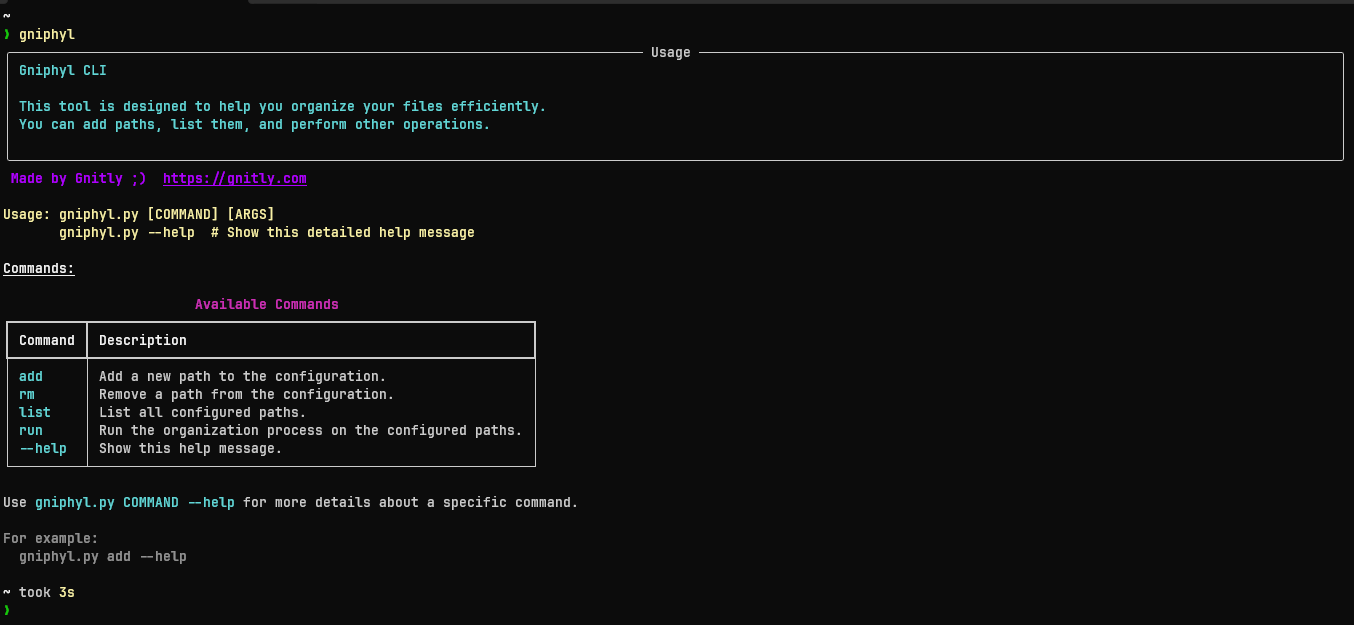 ~
❯ gniphyl
Usage
Gniphyl CLI
This tool is designed to help you organize your files efficiently.
You can add paths, list them, and perform other operations.
Made by Gnitly ;) https://gnitly.com
Usage: gniphyl.py [COMMAND] [ARGS]
gniphyl.py --help # Show this detailed help message
Commands:
Available Commands
Command Description
add Add a new path to the configuration.
rm Remove a path from the configuration.
list List all configured paths.
run Run the organization process on the configured paths.
--help Show this help message.
Use gniphyl.py COMMAND --help for more details about a specific command.
For example:
gniphyl.py add --help
~ took 3s
❯